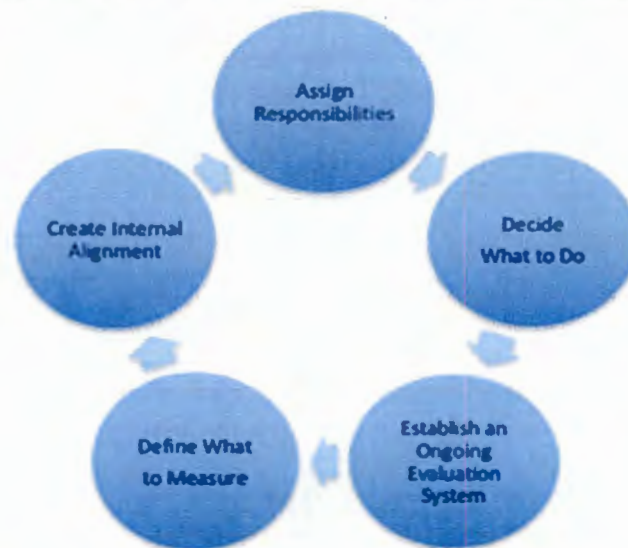 Assign
Responsibilities
Decide
What to Do
Establish an
Ongoing
Evaluation
System
Define What
to Measure
Create Internal
Alignment